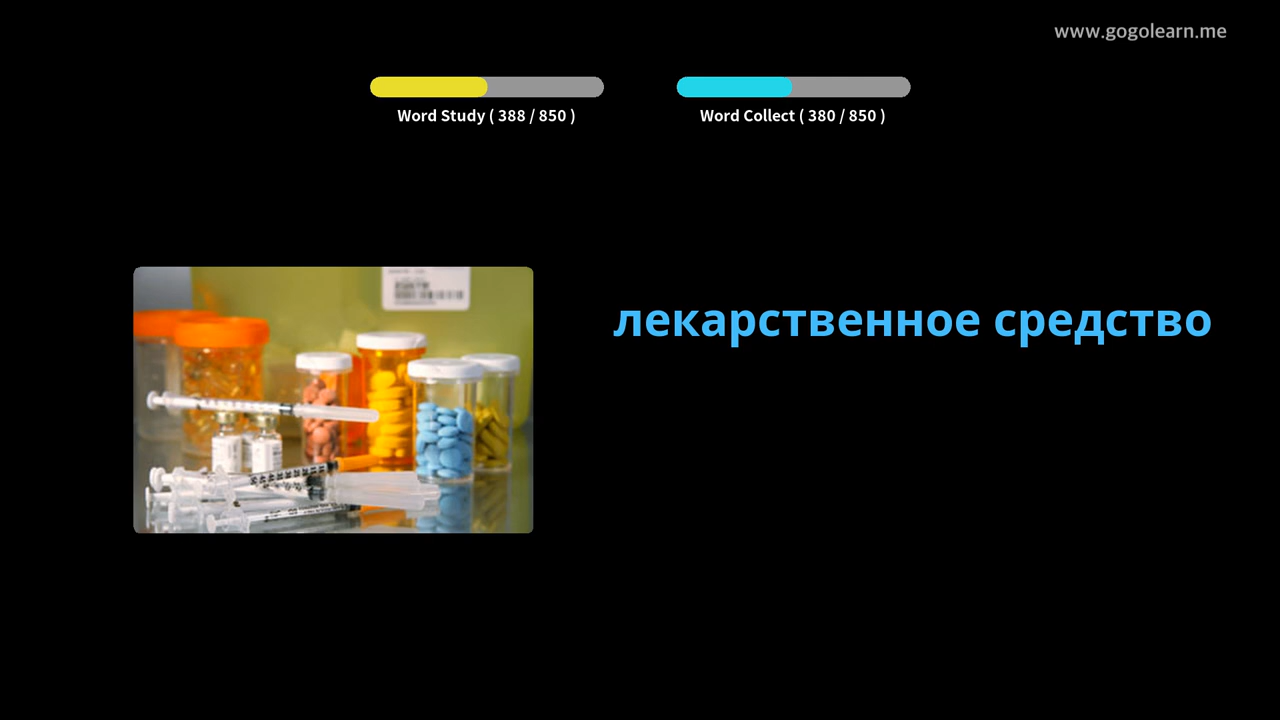 www.gogolearn.me
Word Study ( 388 / 850 )
Word Collect ( 380 / 850 )
лекарственное средство